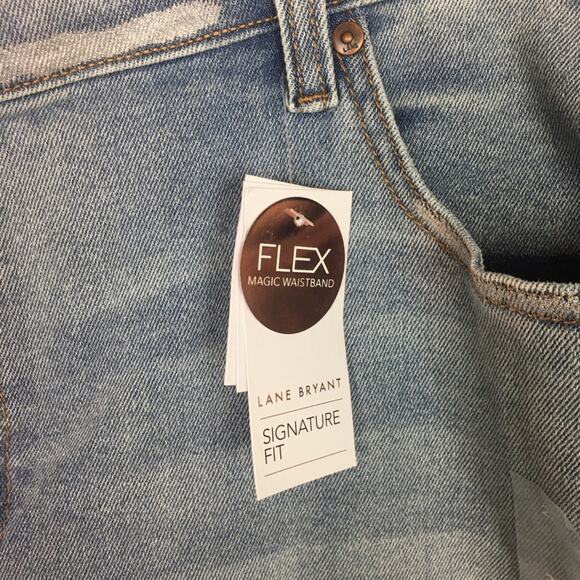 FLEX
MAGIC WAISTBAND
LANE BRYANT
SIGNATURE
FIT